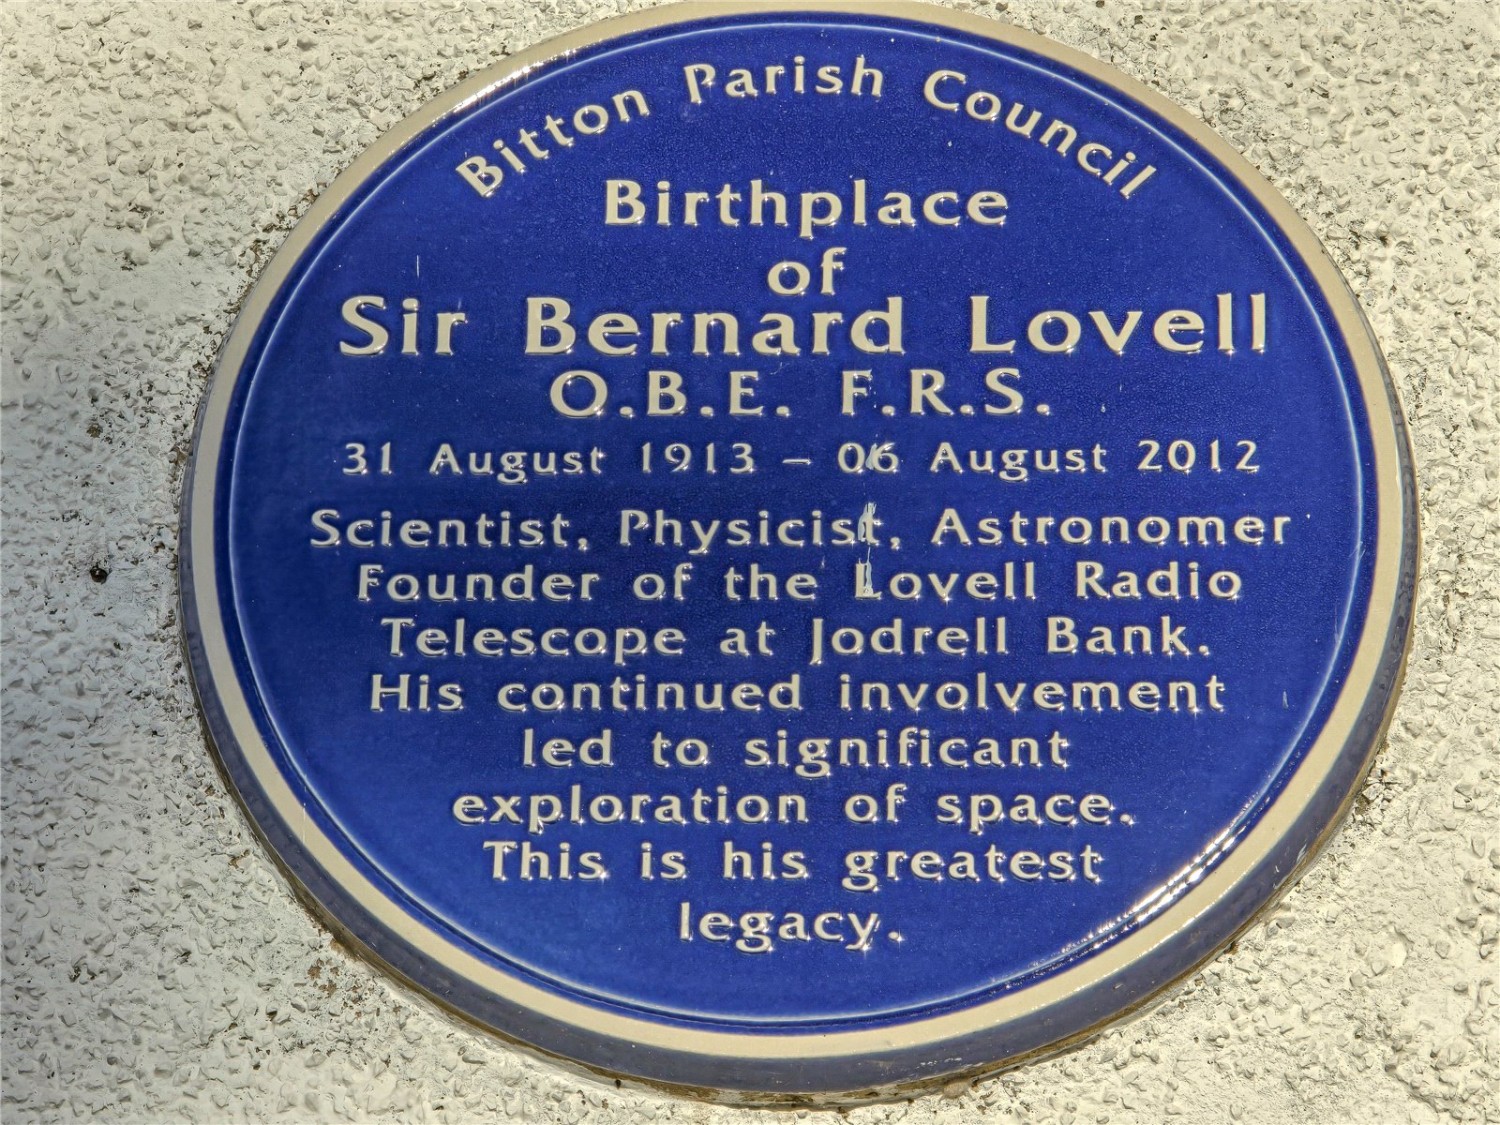 Bitton Parish Council
Birthplace
of
Sir Bernard Lovell
O.B.E. F.R.S.
31 August 1913 – 06 August 2012
Scientist, Physicist, Astronomer
Founder of the Lovell Radio
Telescope at Jodrell Bank.
His continued involvement
led to significant
exploration of space.
This is his greatest
legacy.